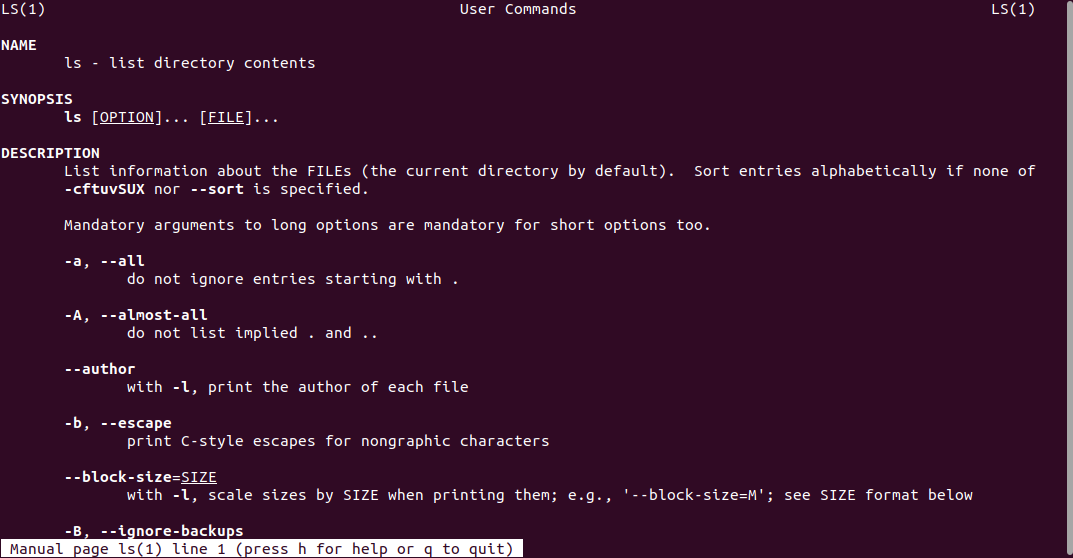 LS(1) User Commands LS(1)
NAME
ls - list directory contents
SYNOPSIS
ls [OPTION]... [FILE]...
DESCRIPTION
List information about the FILEs (the current directory by default).  Sort entries alphabetically if none of
-cftuvSUX nor --sort is specified.
Mandatory arguments to long options are mandatory for short options too.
-a, --all
do not ignore entries starting with .
-A, --almost-all
do not list implied . and ..
--author
with -l, print the author of each file
-b, --escape
print C-style escapes for nongraphic characters
--block-size=SIZE
with -l, scale sizes by SIZE when printing them; e.g., '--block-size=M'; see SIZE format below
-B, --ignore-backups
Manual page ls(1) line 1 (press h for help or q to quit)